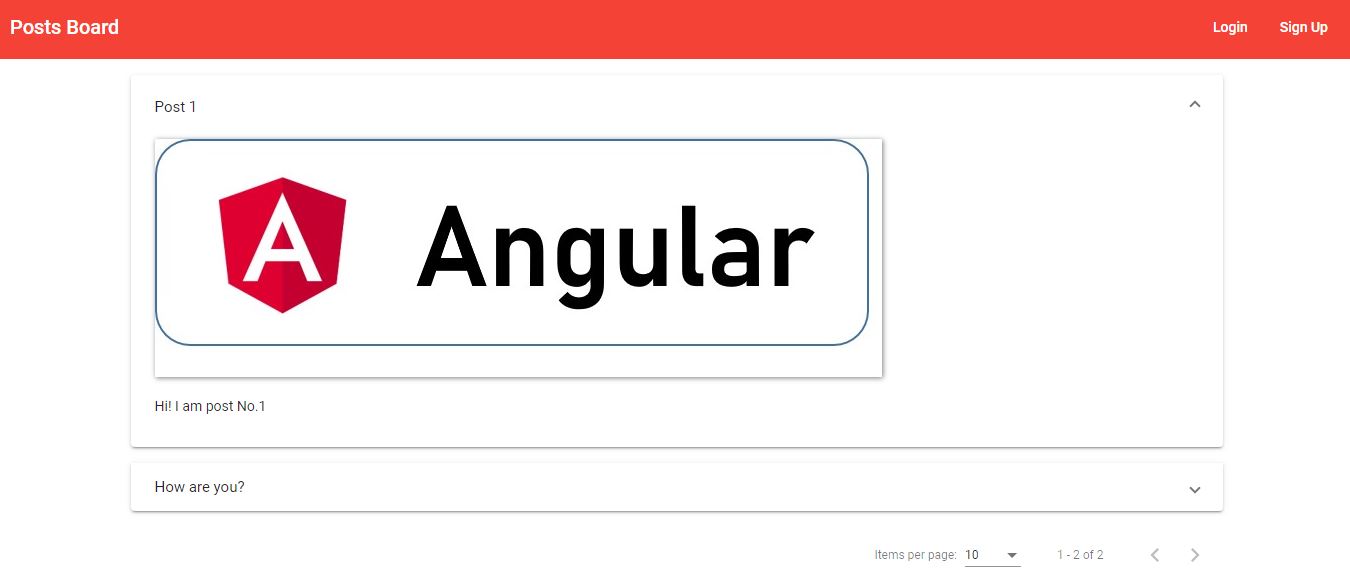 Posts Board Login Sign Up
Post 1
A Angular
Hi! I am post No.1
How are you?
Items per page: 10 1 - 2 of 2